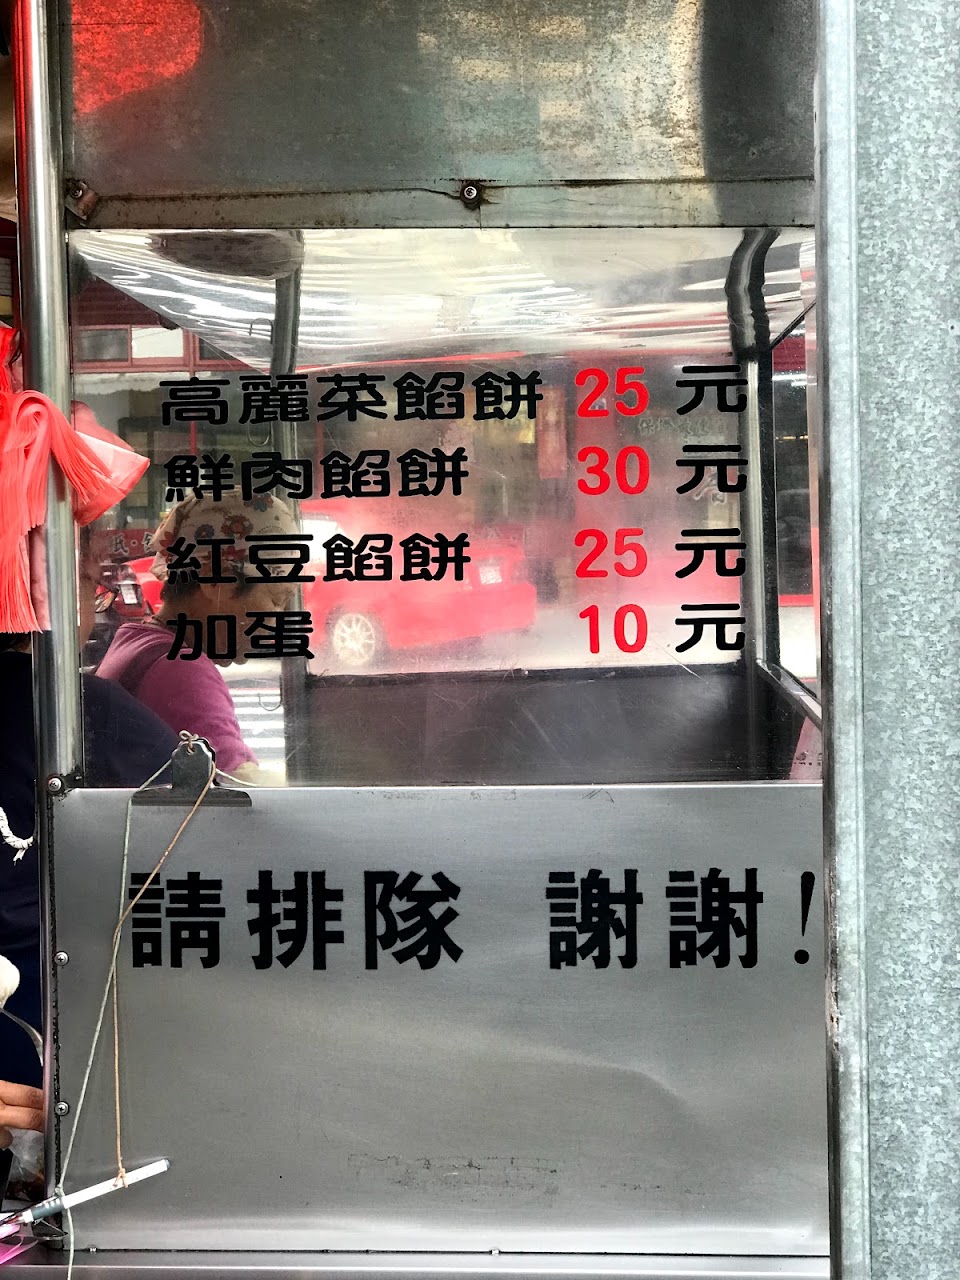 高麗菜餡餅 25 元
鮮肉餡餅 30 元
紅豆餡餅 25 元
加蛋 10 元
請排隊 謝謝!